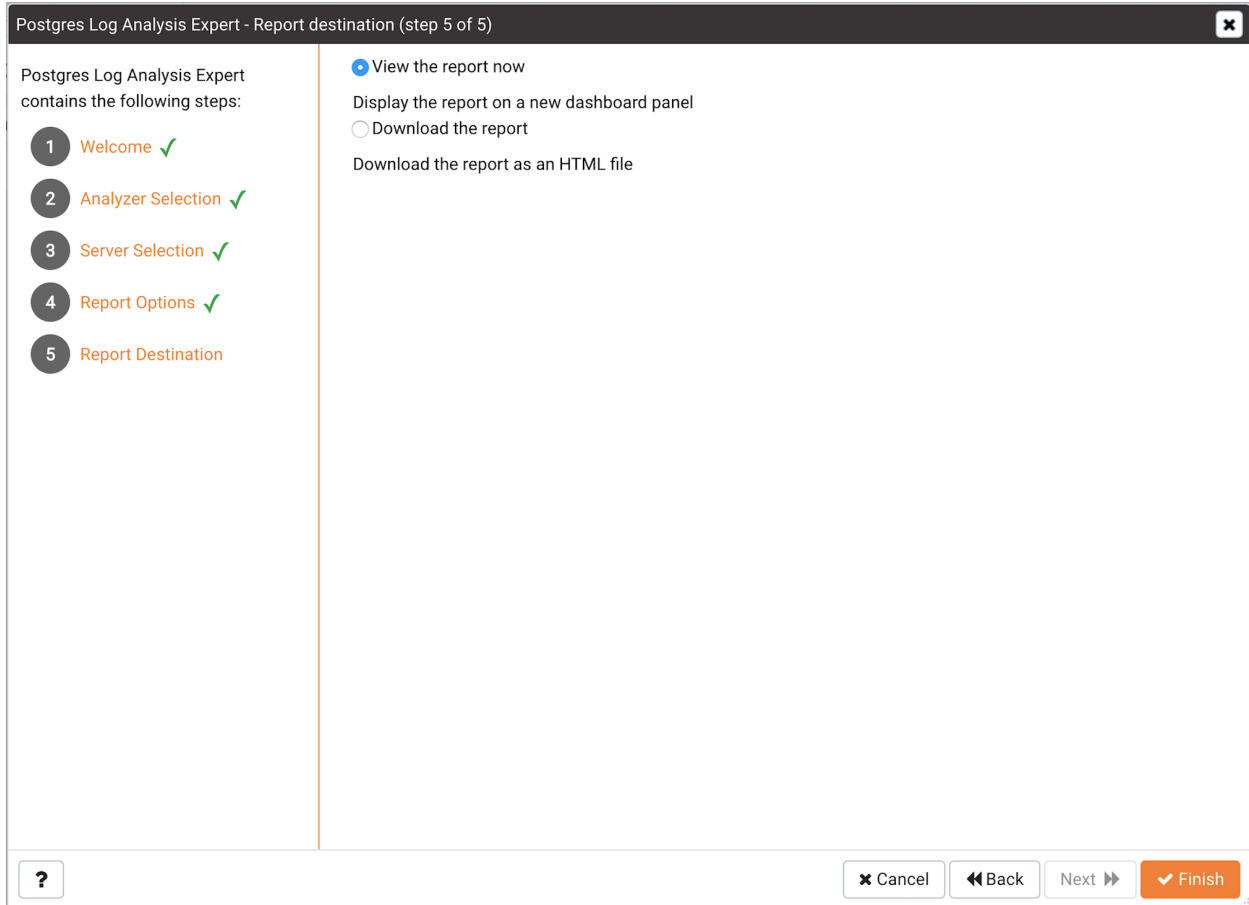 Postgres Log Analysis Expert - Report destination (step 5 of 5)
Postgres Log Analysis Expert
contains the following steps:
1 Welcome
2 Analyzer Selection
3 Server Selection
4 Report Options
5 Report Destination
View the report now
Display the report on a new dashboard panel
Download the report
Download the report as an HTML file
? Cancel Back Next Finish